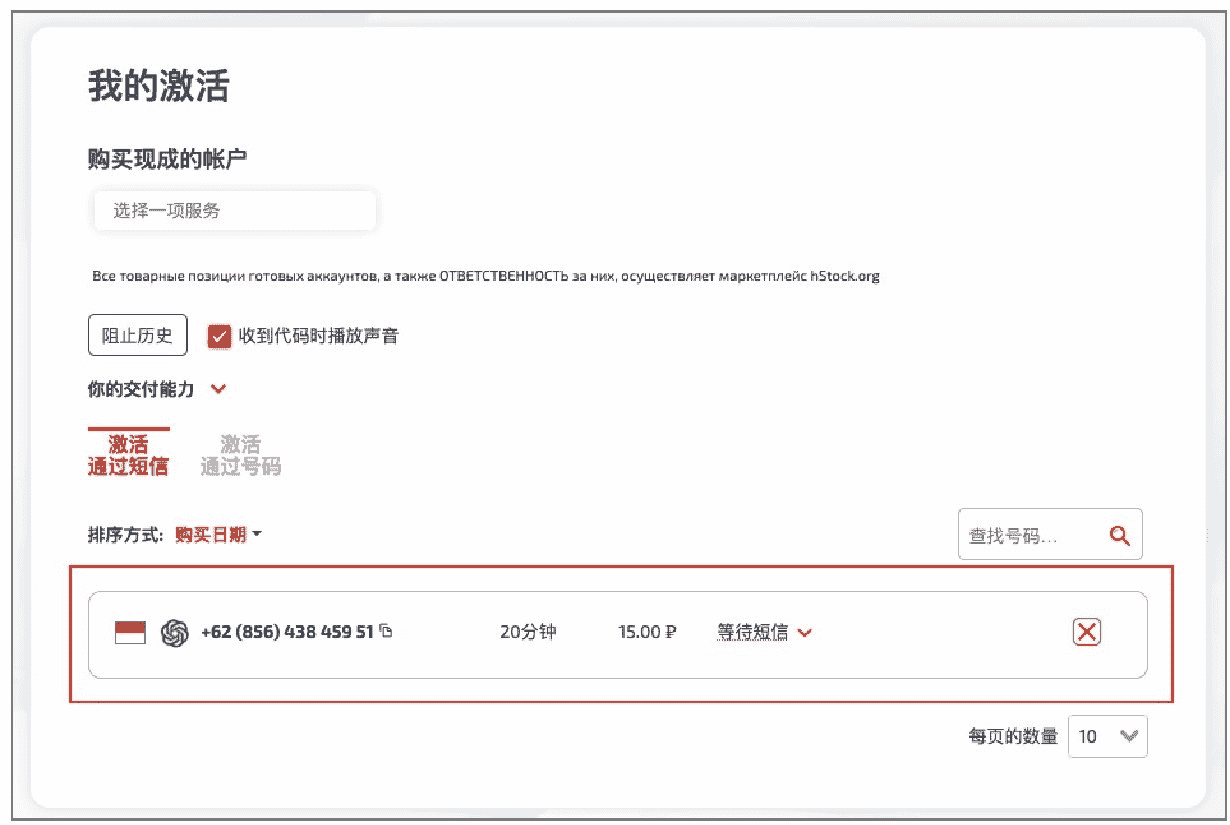 我的激活
购买现成的帐户
选择一项服务
Все товарные позиции готовых аккаунтов, а также ОТВЕТСТВЕННОСТЬ за них, осуществляет маркетплейс hStock.org
阻止历史 收到代码时播放声音
你的交付能力
激活 激活
通过短信 通过号码
排序方式: 购买日期 查找号码...
+62 (856) 438 459 51 20分钟 15.00 ₽ 等待短信
每页的数量 10